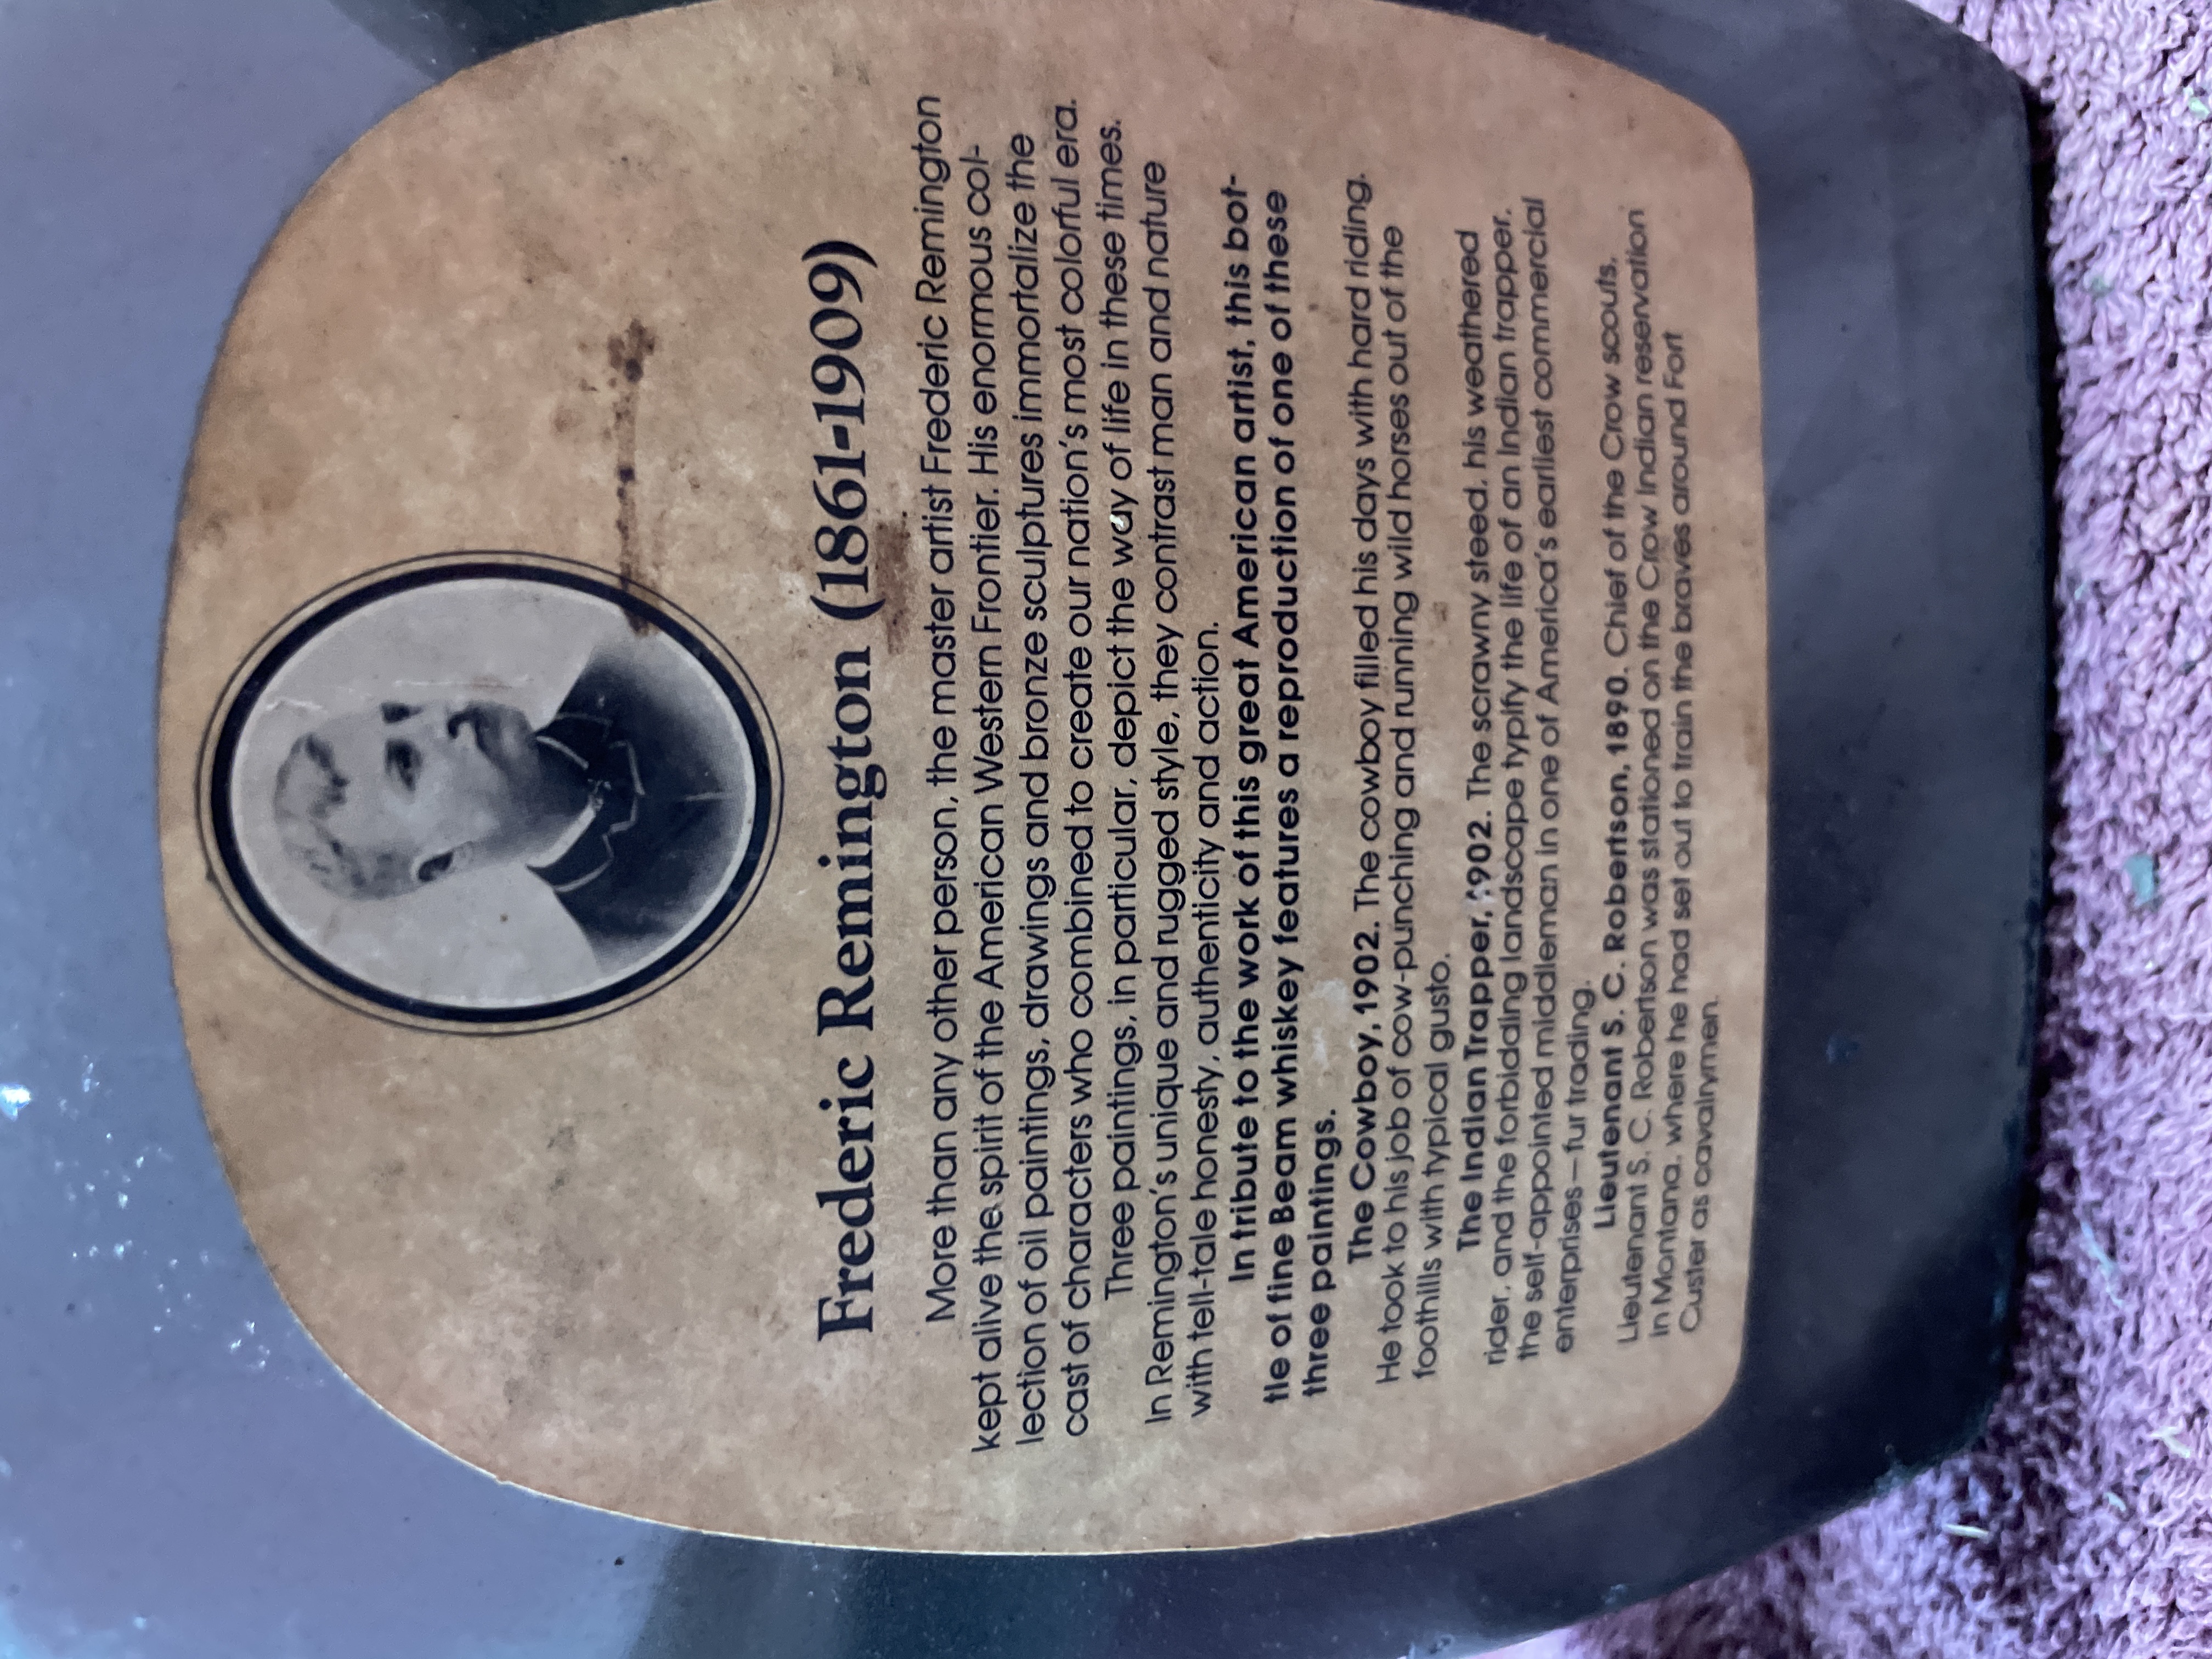 Frederic Remington (1861-1909)
More than any other person, the master artist Frederic Remington
kept alive the spirit of the American Western Frontier. His enormous col-
lection of oil paintings, drawings and bronze sculptures immortalize the
cast of characters who combined to create our nation's most colorful era.
Three paintings, in particular, depict the way of life in these times.
In Remington's unique and rugged style, they contrast man and nature
with tell-tale honesty, authenticity and action.
In tribute to the work of this great American artist, this bot-
tle of fine Beam whiskey features a reproduction of one of these
three paintings.
The Cowboy, 1902. The cowboy filled his days with hard riding.
He took to his job of cow-punching and running wild horses out of the
foothills with typical gusto.
The Indian Trapper, 1902. The scrawny steed, his weathered
rider, and the forbidding landscape typify the life of an Indian trapper,
the self-appointed middleman in one of America's earliest commercial
enterprises—fur trading.
Lieutenant S. C. Robertson, 1890. Chief of the Crow scouts,
Lieutenant S. C. Robertson was stationed on the Crow Indian reservation
in Montana, where he had set out to train the braves around Fort
Custer as cavalrymen.